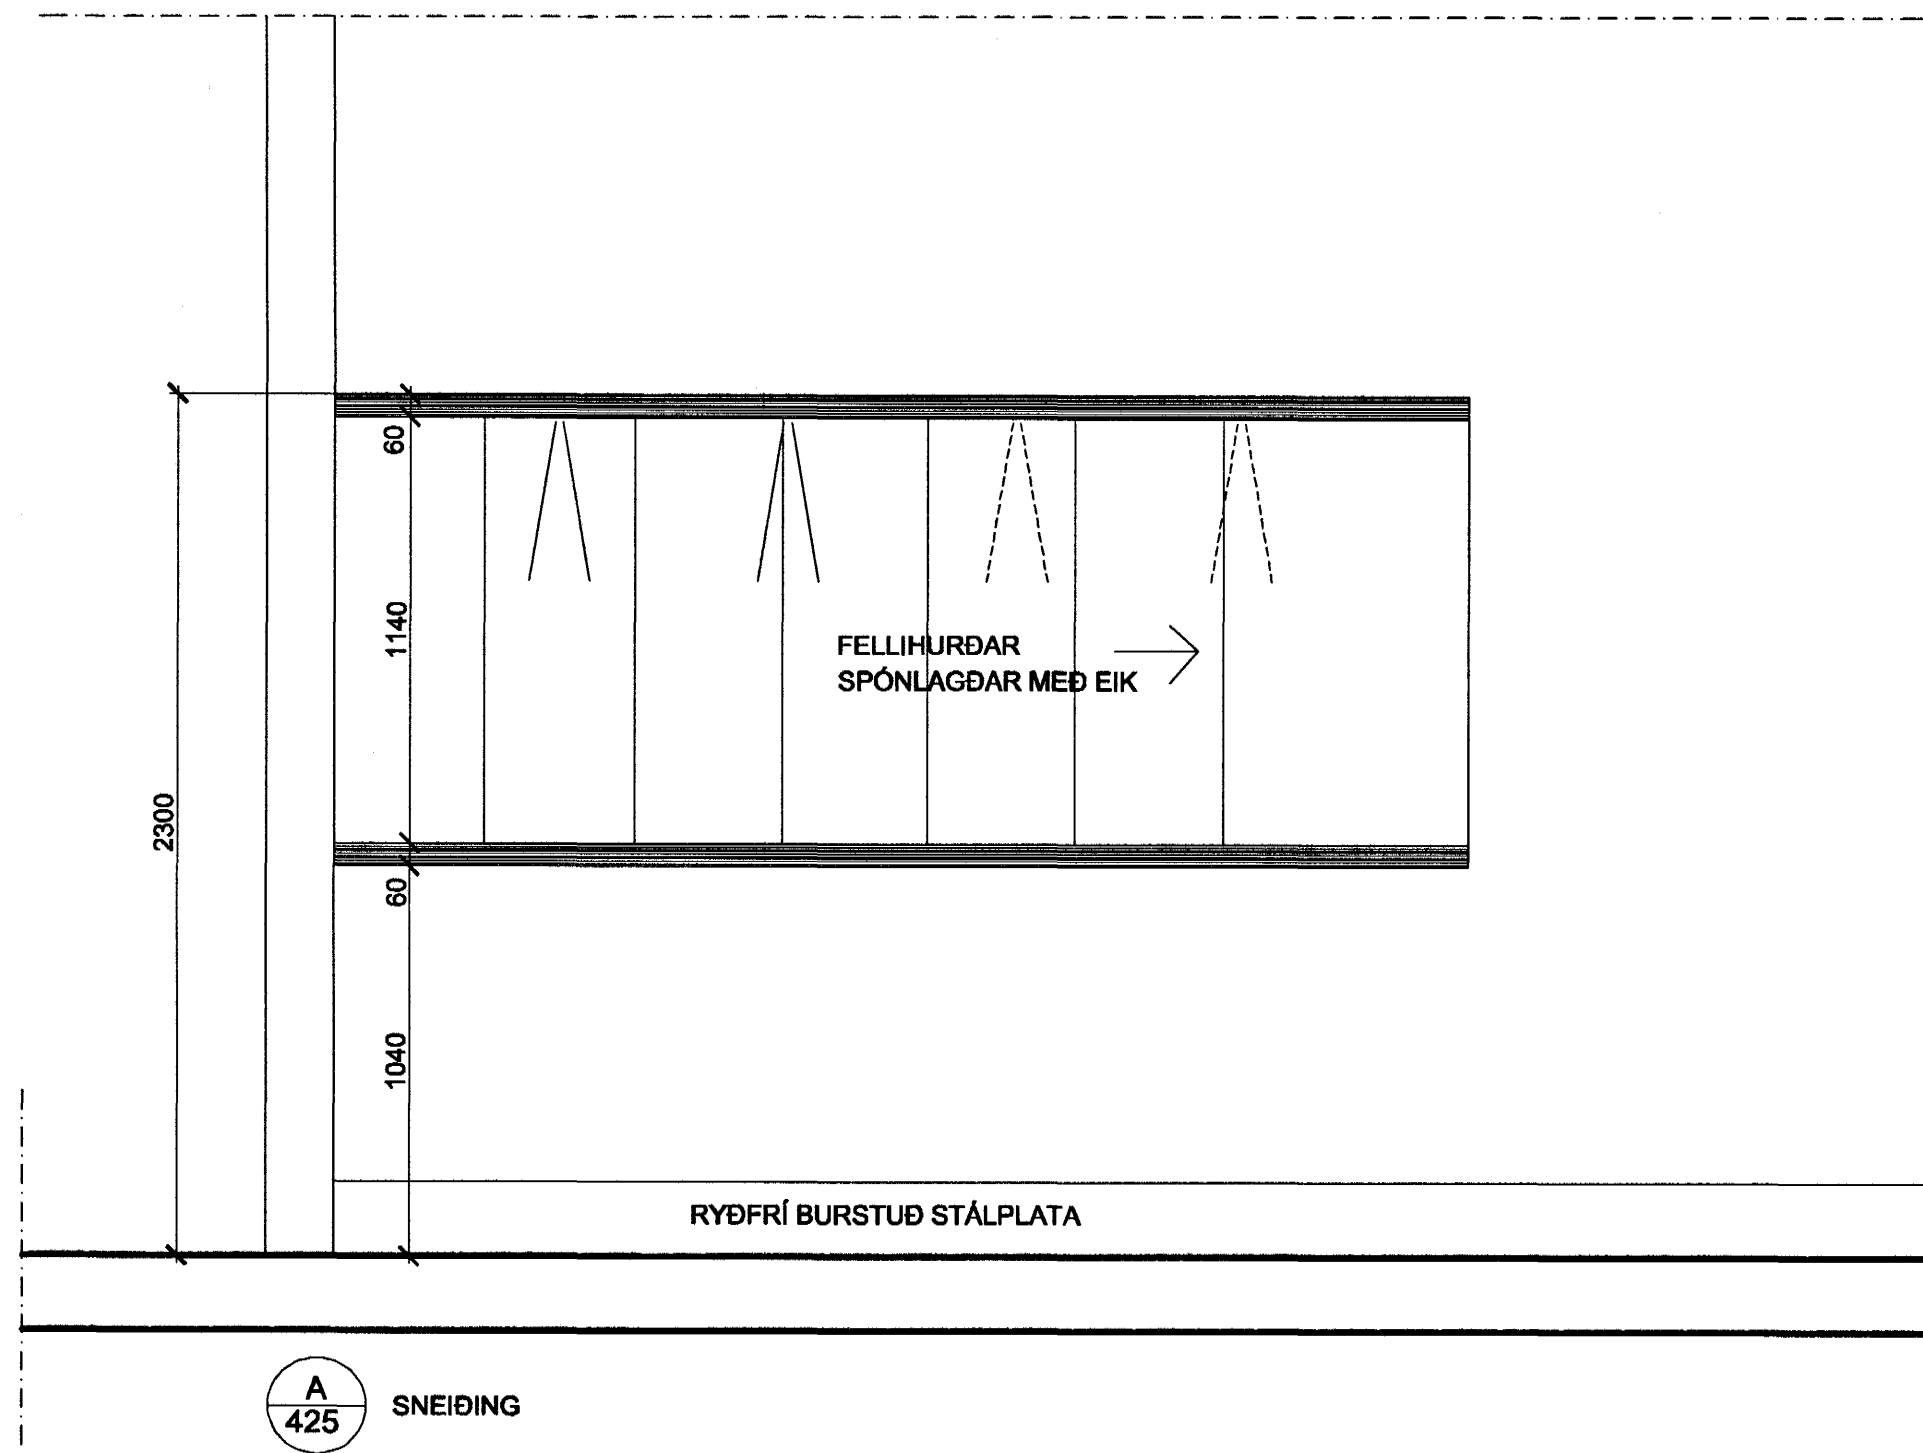 60
1140
FELLIHURÐAR
SPÓNLAGÐAR MEÐ EIK
2300
60
1040
RYÐFRÍ BURSTUÐ STÁLPLATA
A
425
SNEIÐING